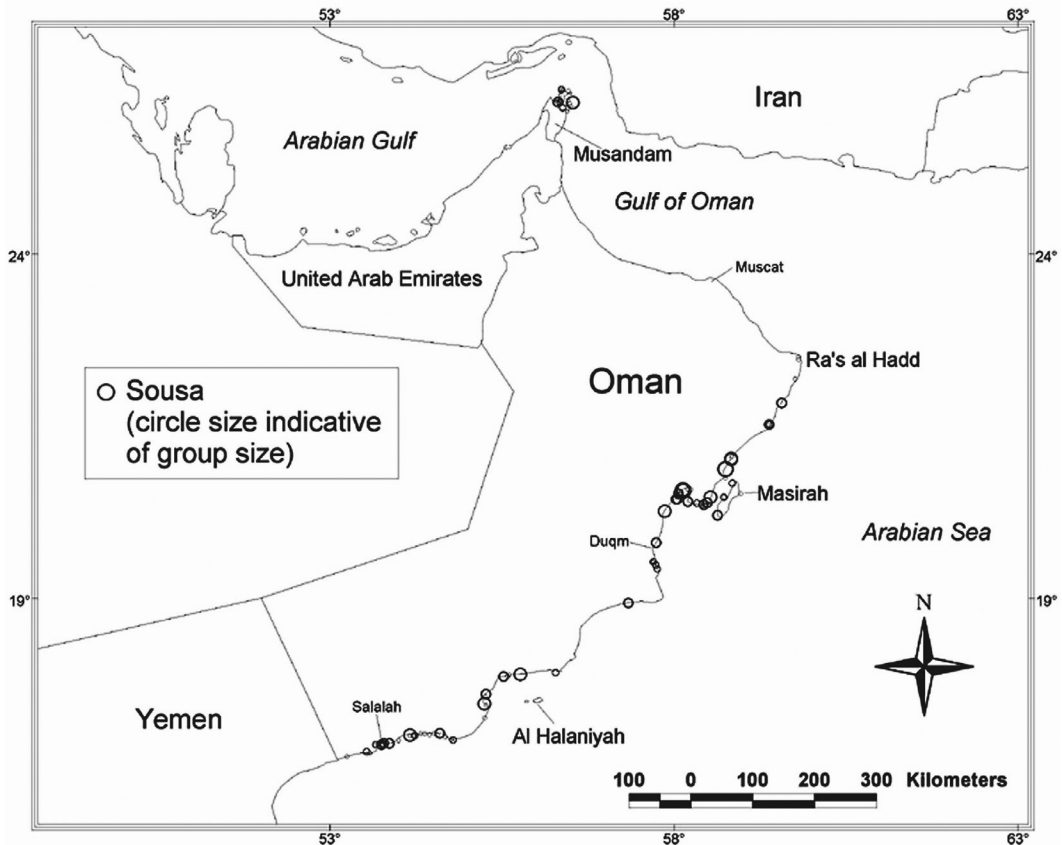 53°
58°
63°
Iran
Arabian Gulf
Musandam
Gulf of Oman
24°
24°
Muscat
United Arab Emirates
Ra's al Hadd
Oman
Sousa
(circle size indicative
of group size)
Masirah
Arabian Sea
Duqm
19°
19°
N
Salalah
Yemen
Al Halaniyah
100 0 100 200 300 Kilometers
53°
58°
63°